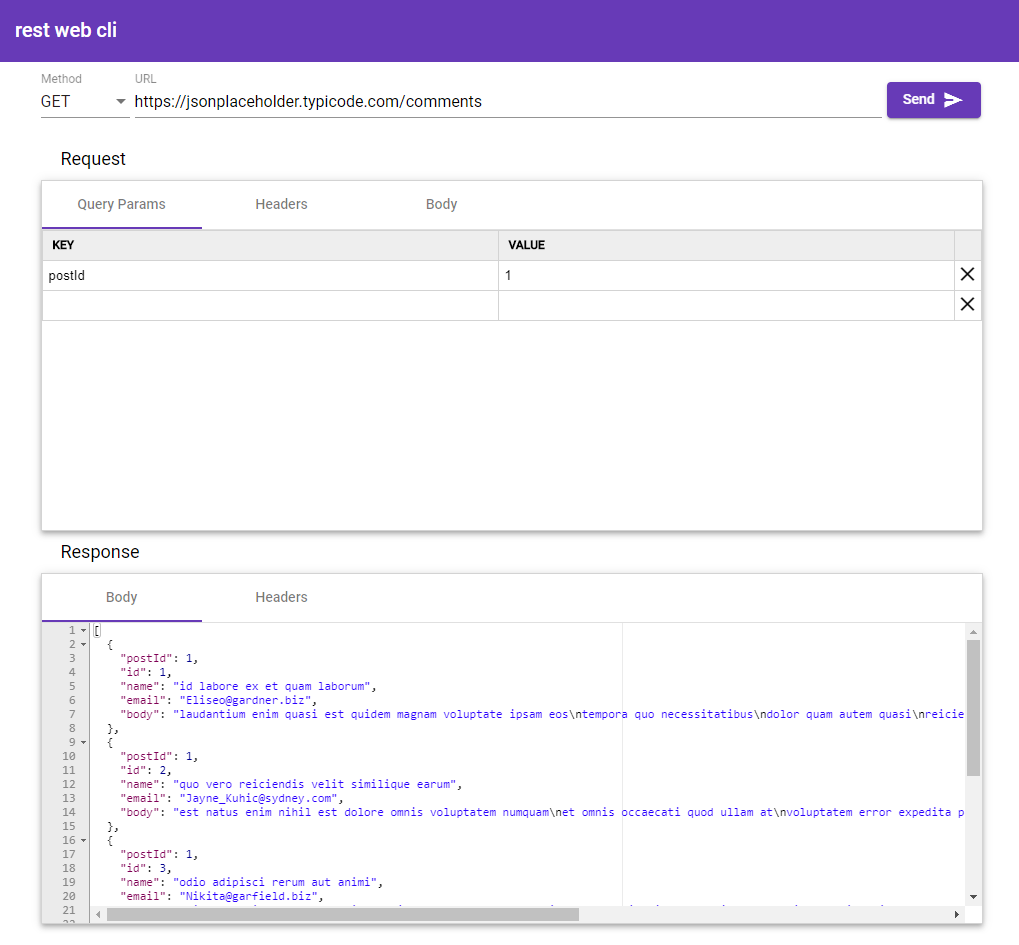 rest web cli
Method URL
GET https://jsonplaceholder.typicode.com/comments
Send
Request
Query Params Headers Body
KEY VALUE
postId 1
Response
Body Headers
1 [
2 {
3 "postId": 1,
4 "id": 1,
5 "name": "id labore ex et quam laborum",
6 "email": "Eliseo@gardner.biz",
7 "body": "laudantium enim quasi est quidem magnam voluptate ipsam eos\ntempora quo necessitatibus\ndolor quam autem quasi\nreicie
8 },
9 {
10 "postId": 1,
11 "id": 2,
12 "name": "quo vero reiciendis velit similique earum",
13 "email": "Jayne_Kuhic@sydney.com",
14 "body": "est natus enim nihil est dolore omnis voluptatem numquam\net omnis occaecati quod ullam at\nvoluptatem error expedita p
15 },
16 {
17 "postId": 1,
18 "id": 3,
19 "name": "odio adipisci rerum aut animi",
20 "email": "Nikita@garfield.biz",
21